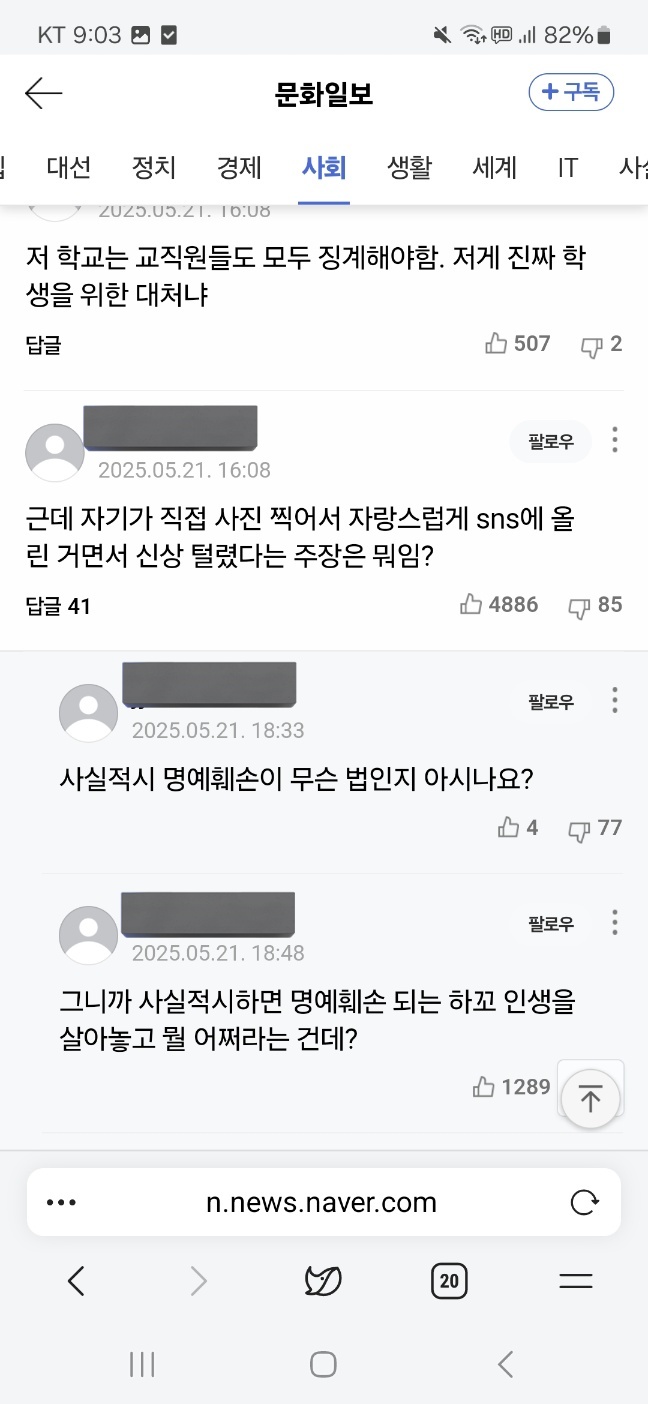 KT 9:03 HD 82%
문화일보
+ 구독
대선 정치 경제 사회 생활 세계 IT
2025.05.21. 16:08
저 학교는 교직원들도 모두 징계해야함. 저게 진짜 학
생을 위한 대처냐
답글 507 2
팔로우
2025.05.21. 16:08
근데 자기가 직접 사진 찍어서 자랑스럽게 sns에 올
린 거면서 신상 털렸다는 주장은 뭐임?
답글 41 4886 85
팔로우
2025.05.21. 18:33
사실적시 명예훼손이 무슨 법인지 아시나요?
4 77
팔로우
2025.05.21. 18:48
그니까 사실적시하면 명예훼손 되는 하꼬 인생을
살아놓고 뭘 어쩌라는 건데?
1289
n.news.naver.com
20